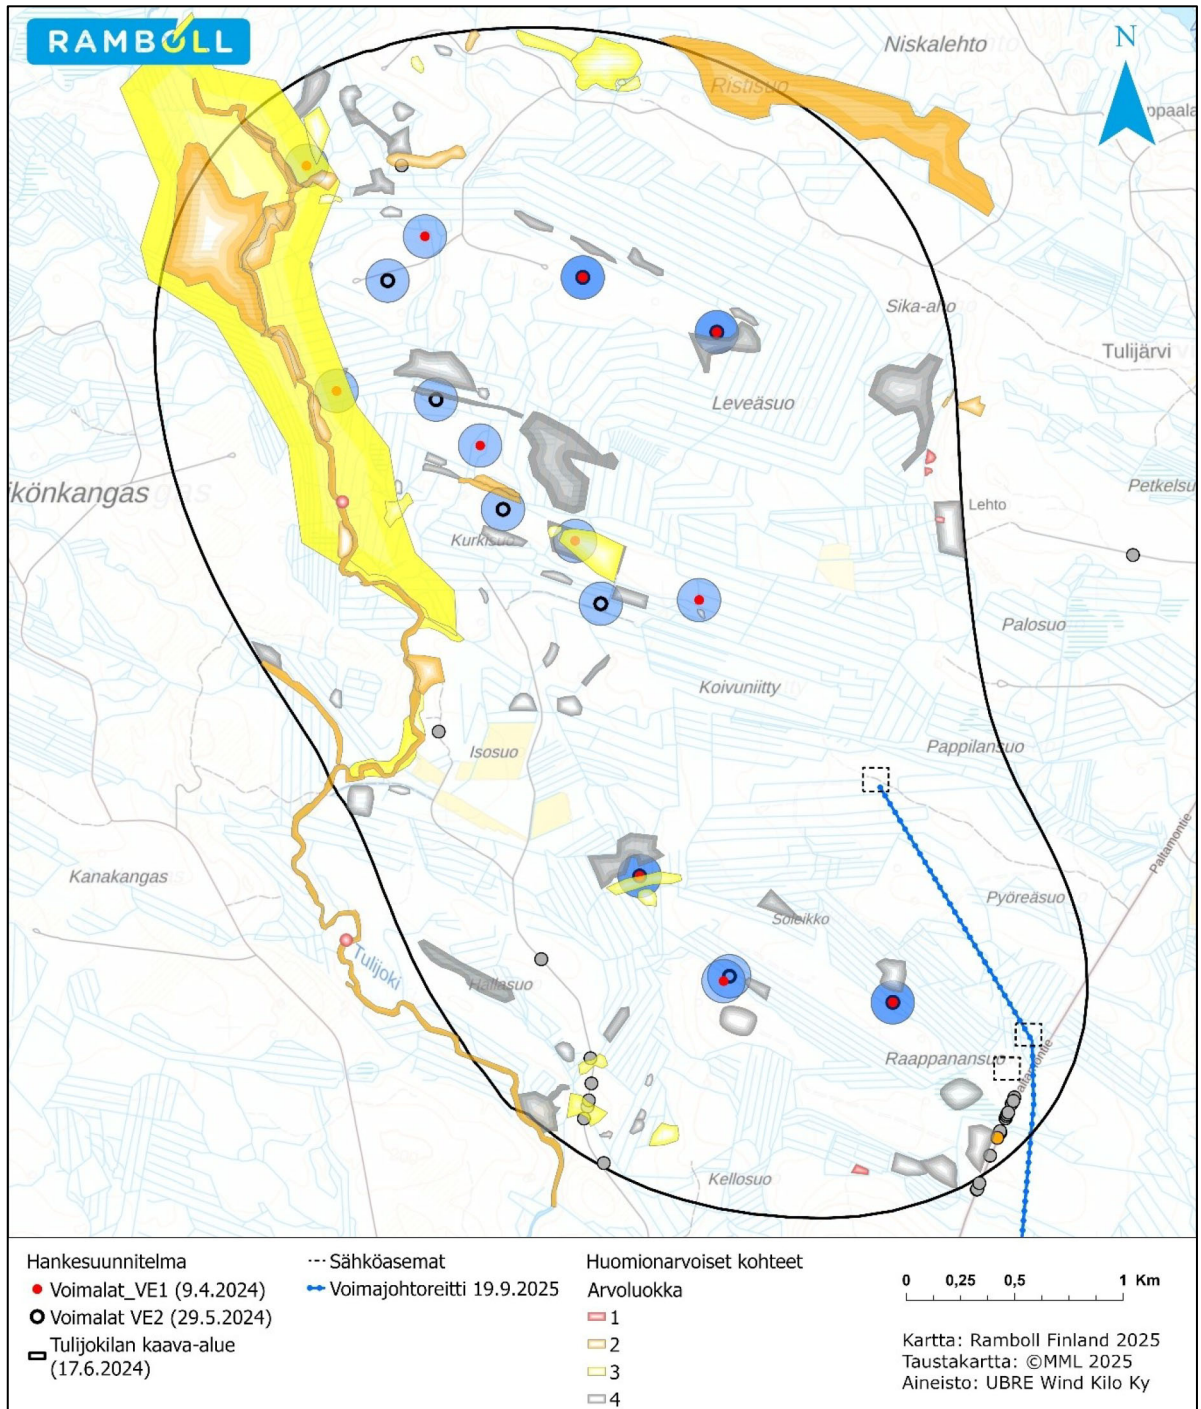 RAMBOLL
Niskalehto
N
Ristisuo
ppaala
Sika-aho
Tulijärvi
Leveäsuo
ikönkangas
Petkelsu
Lehto
Kurkisuo
Palosuo
Koivuniitty
Pappilansuo
Isosuo
Paltamontie
Kanakangas
Pyöreäsuo
Soleikko
Tulijoki
Hallasuo
Raappanansuo
altamontie
Kellosuo
Hankesuunnitelma
Voimalat_VE1 (9.4.2024)
Voimalat VE2 (29.5.2024)
Tulijokilan kaava-alue
(17.6.2024)
Sähköasemat
Voimajohtoreitti 19.9.2025
Huomionarvoiset kohteet
Arvoluokka
1
2
3
4
0 0,25 0,5 1 Km
Kartta: Ramboll Finland 2025
Taustakartta: ©MML 2025
Aineisto: UBRE Wind Kilo Ky